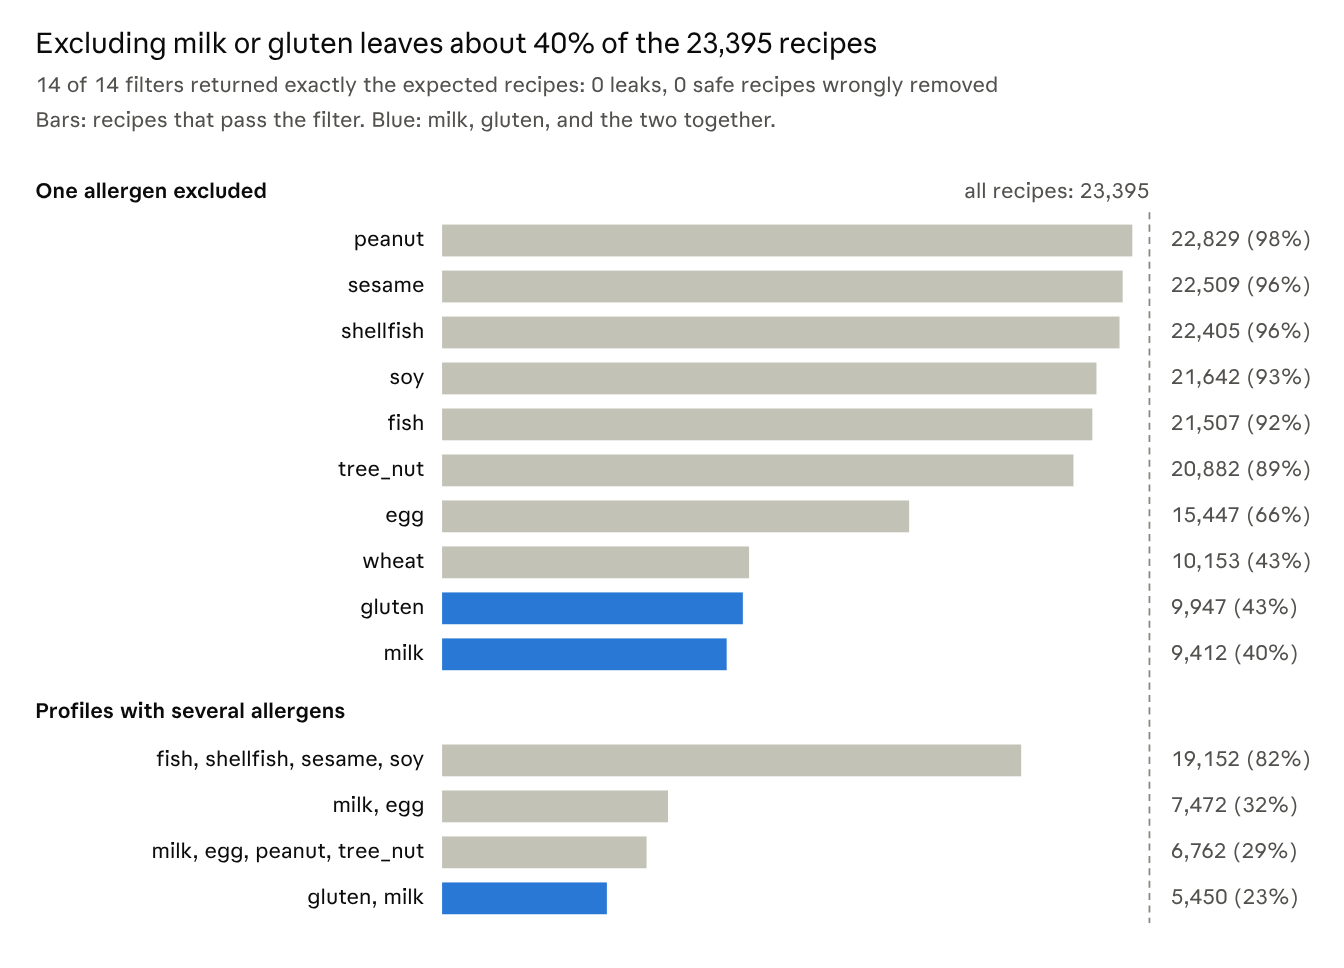 Excluding milk or gluten leaves about 40% of the 23,395 recipes
14 of 14 filters returned exactly the expected recipes: 0 leaks, 0 safe recipes wrongly removed
Bars: recipes that pass the filter. Blue: milk, gluten, and the two together.
One allergen excluded all recipes: 23,395
peanut 22,829 (98%)
sesame 22,509 (96%)
shellfish 22,405 (96%)
soy 21,642 (93%)
fish 21,507 (92%)
tree_nut 20,882 (89%)
egg 15,447 (66%)
wheat 10,153 (43%)
gluten 9,947 (43%)
milk 9,412 (40%)
Profiles with several allergens
fish, shellfish, sesame, soy 19,152 (82%)
milk, egg 7,472 (32%)
milk, egg, peanut, tree_nut 6,762 (29%)
gluten, milk 5,450 (23%)